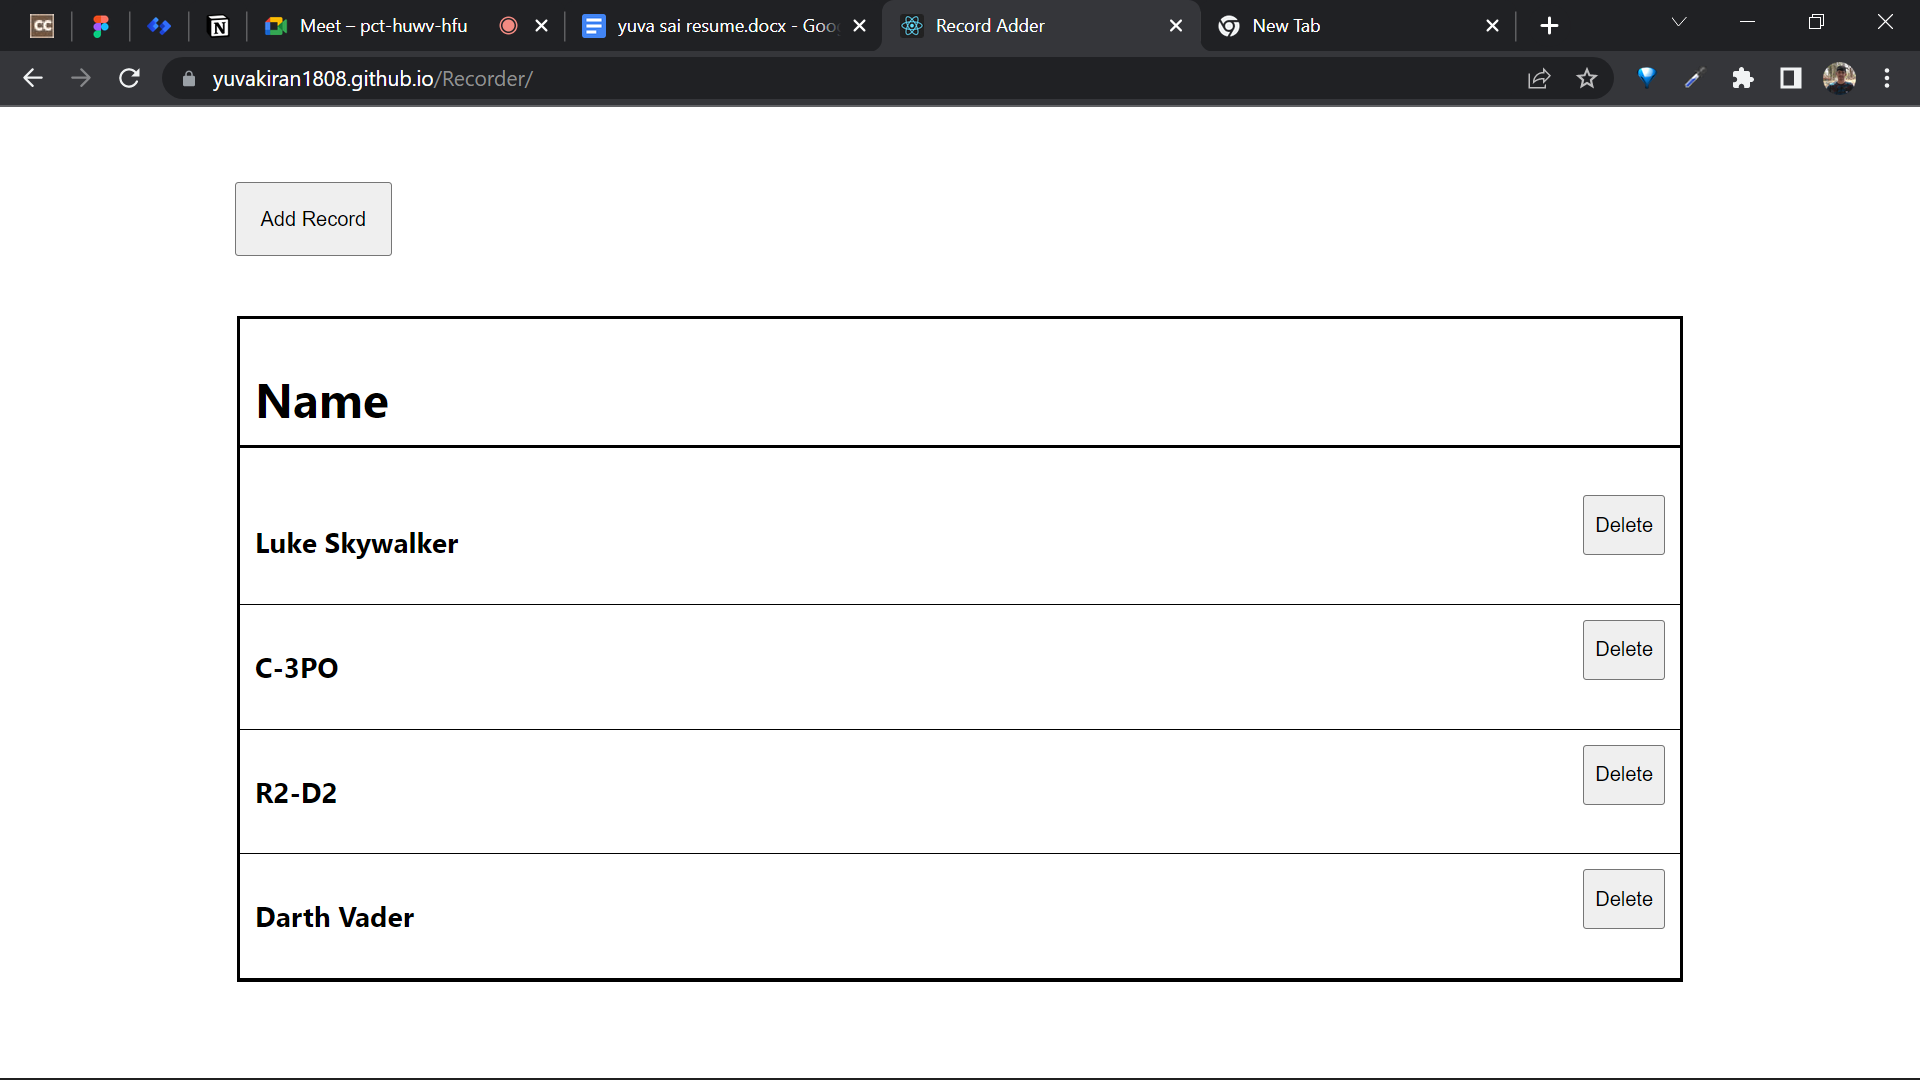 CC
Meet – pct-huwv-hfu
yuva sai resume.docx - Goo
Record Adder
New Tab
yuvakiran1808.github.io/Recorder/
Add Record
Name
Luke Skywalker
Delete
C-3PO
Delete
R2-D2
Delete
Darth Vader
Delete